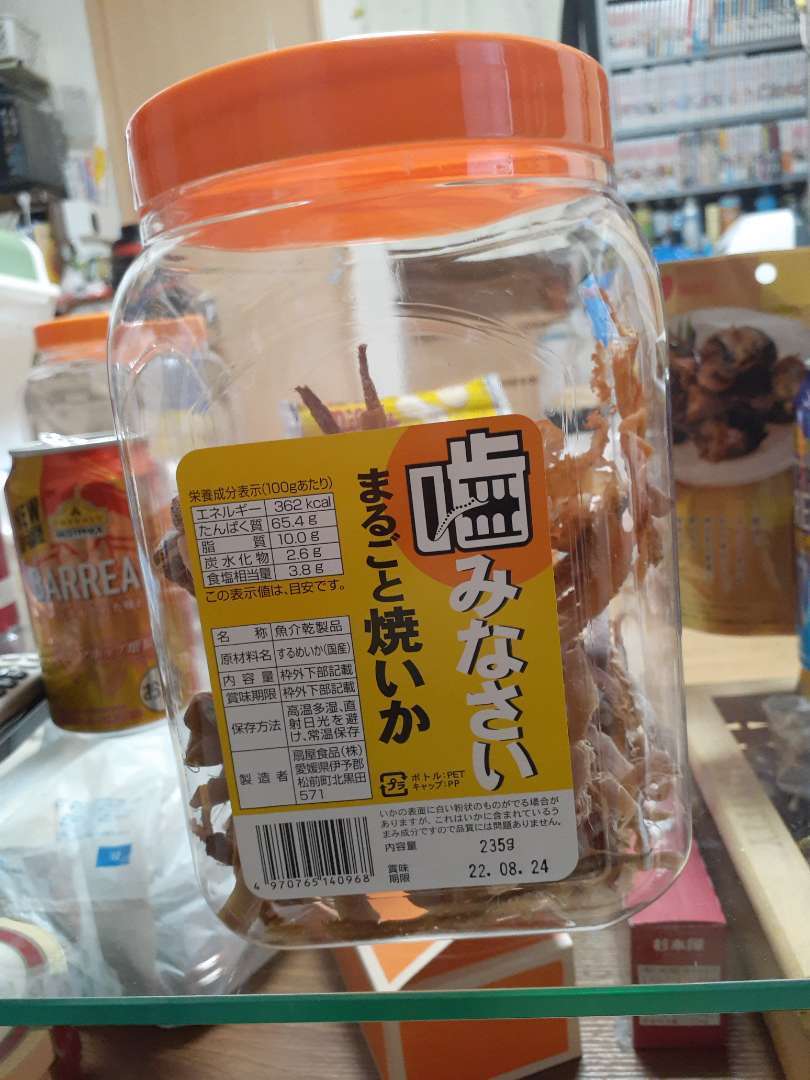 噛みなさい
まるごと焼いか
栄養成分表示(100gあたり)
エネルギー 362 kcal
たんぱく質 65.4 g
脂 質 10.0 g
炭水化物 2.6 g
食塩相当量 3.8 g
この表示値は、目安です。
名 称 魚介乾製品
原材料名 するめいか(国産)
内 容 量 枠外下部記載
賞味期限 枠外下部記載
保存方法 高温多湿、直
射日光を避
け、常温保存
製 造 者 扇屋食品(株)
愛媛県伊予郡
松前町北黒田
571
プラ
ボトル:PET
キャップ:PP
いかの表面に白い粉状のものがでる場合が
ありますが、これはいかに含まれているう
まみ成分ですので品質には問題ありません。
内容量 235g
賞味
期限 22. 08. 24
4 970765 140968
NEW
BARREA